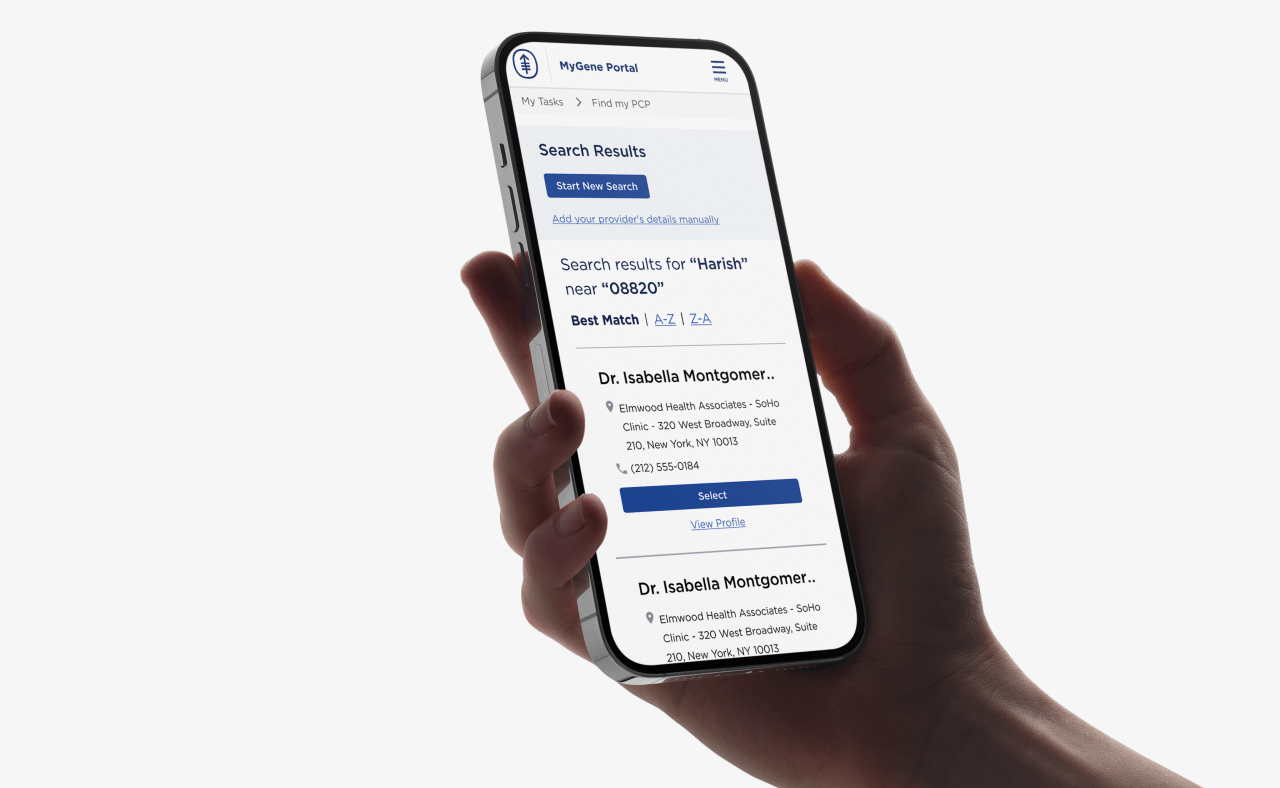 MyGene Portal
MENU
My Tasks > Find my PCP
Search Results
Start New Search
Add your provider's details manually
Search results for “Harish”
near “08820”
Best Match | A-Z | Z-A
Dr. Isabella Montgomer..
Elmwood Health Associates - SoHo
Clinic - 320 West Broadway, Suite
210, New York, NY 10013
(212) 555-0184
Select
View Profile
Dr. Isabella Montgomer..
Elmwood Health Associates - SoHo
Clinic - 320 West Broadway, Suite
210, New York, NY 10013